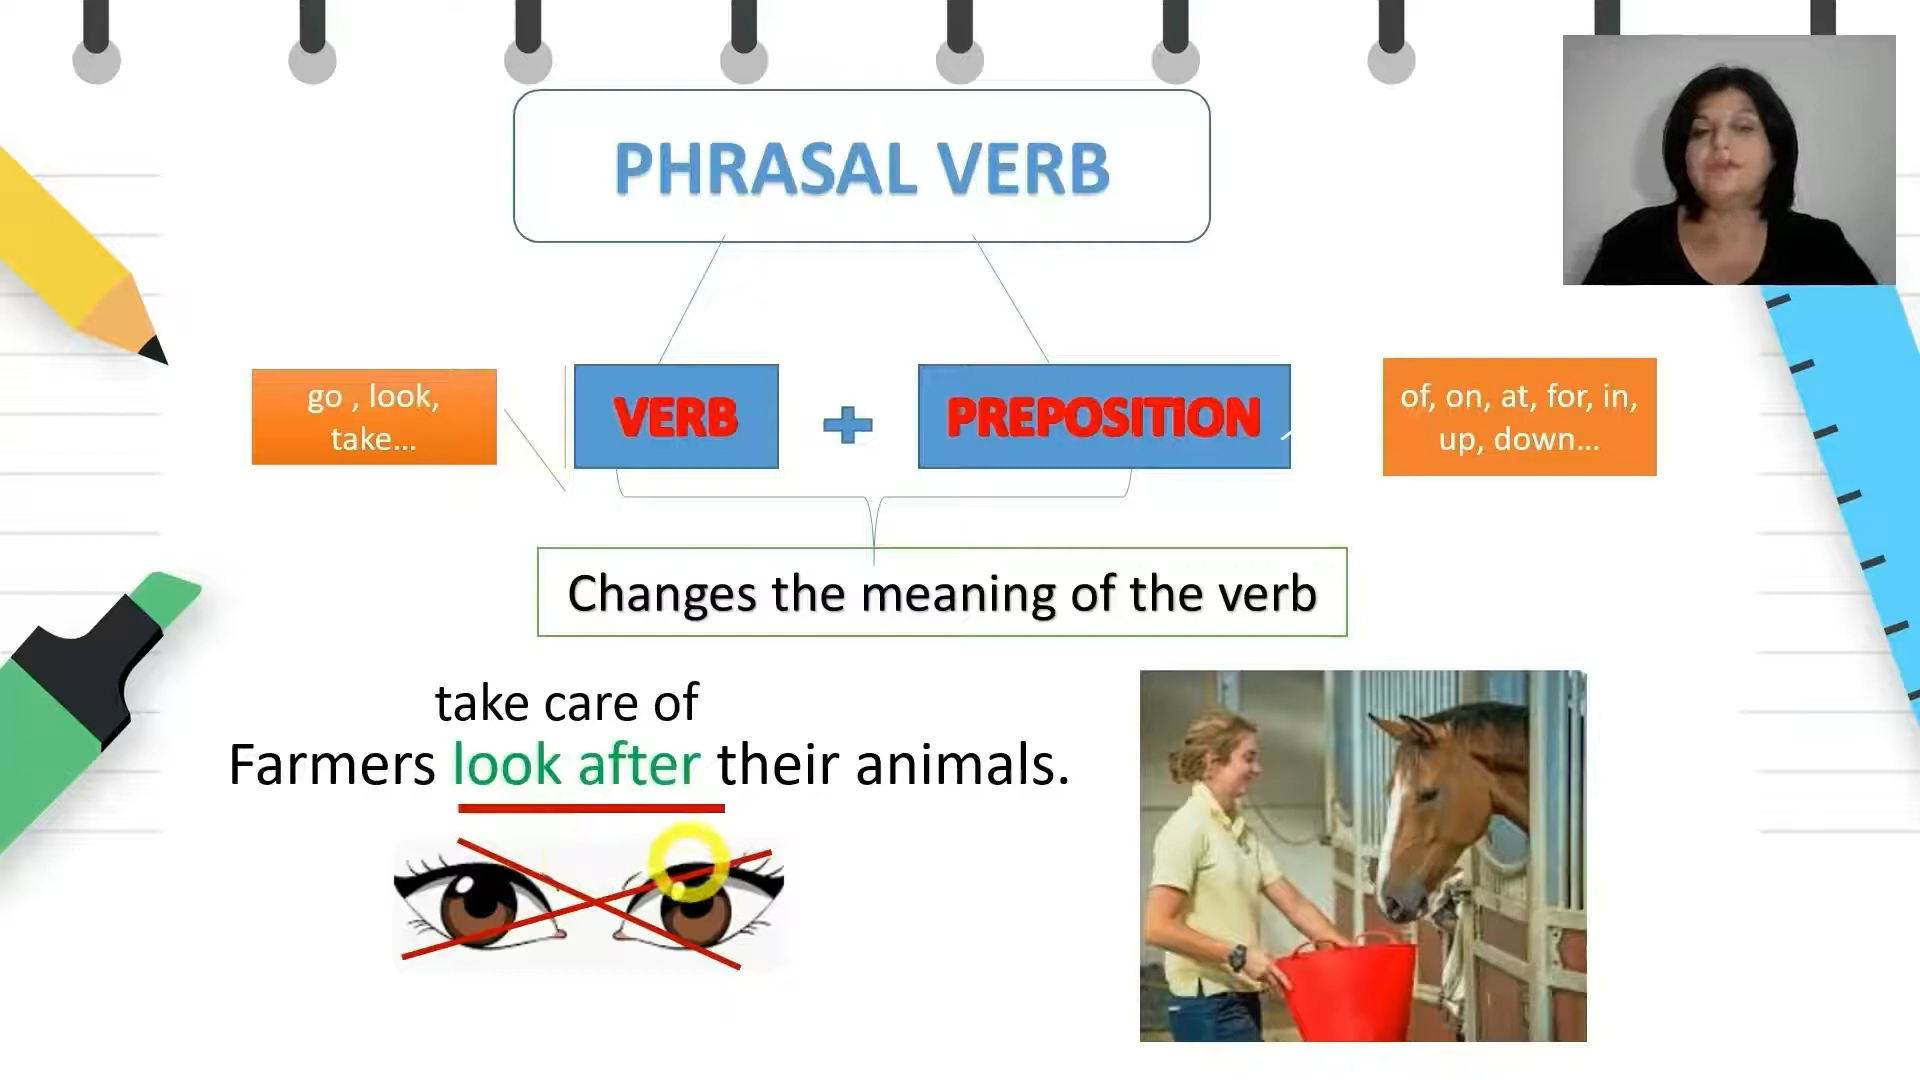 PHRASAL VERB
go , look,
take...
VERB
PREPOSITION
of, on, at, for, in,
up, down...
Changes the meaning of the verb
take care of
Farmers look after their animals.